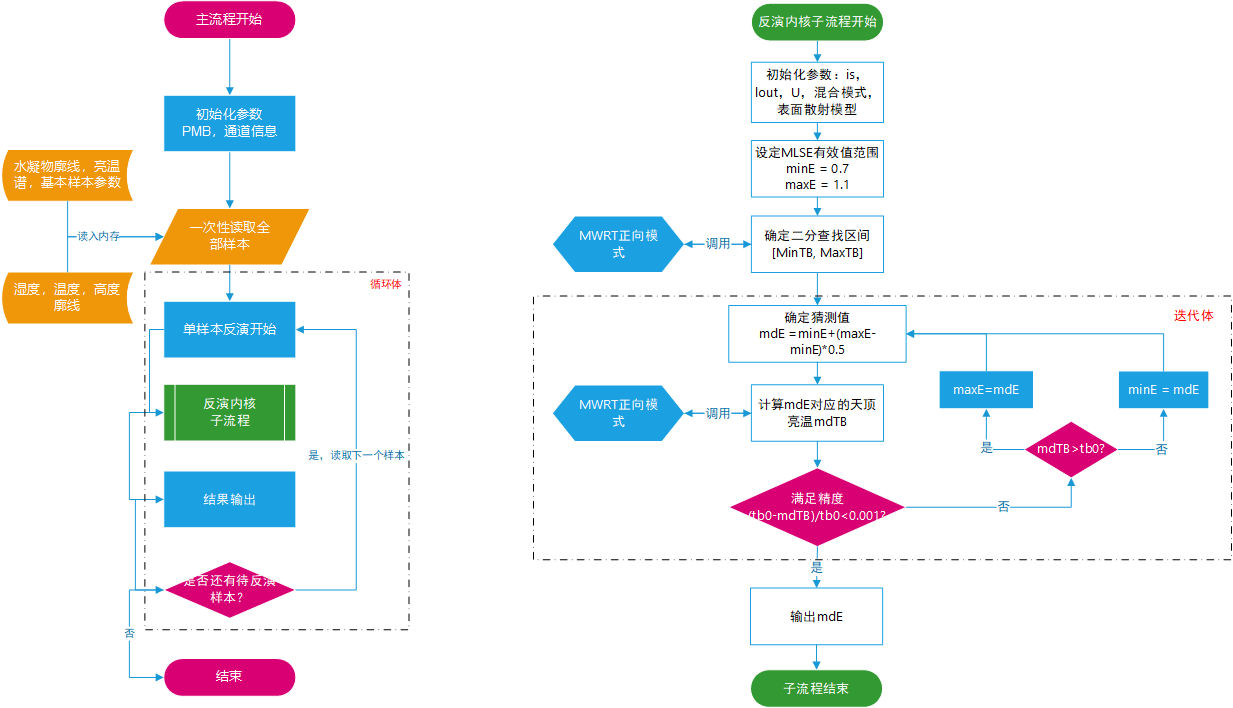 主流程开始
初始化参数
PMB，通道信息
水凝物廓线，亮温
谱，基本样本参数
读入内存
一次性读取全
部样本
湿度，温度，高度
廓线
循环体
单样本反演开始
反演内核
子流程
是，读取下一个样本
结果输出
是否还有待反演
样本？
否
结束
反演内核子流程开始
初始化参数：is，
lout，U，混合模式，
表面散射模型
设定MLSE有效值范围
minE = 0.7
maxE = 1.1
MWRT正向模
式
调用
确定二分查找区间
[MinTB, MaxTB]
迭代体
确定猜测值
mdE =minE+(maxE-
minE)*0.5
maxE=mdE
minE = mdE
MWRT正向模
式
调用
计算mdE对应的天顶
亮温mdTB
是
mdTB>tb0?
否
满足精度
(tb0-mdTB)/tb0<0.001?
否
是
输出mdE
子流程结束